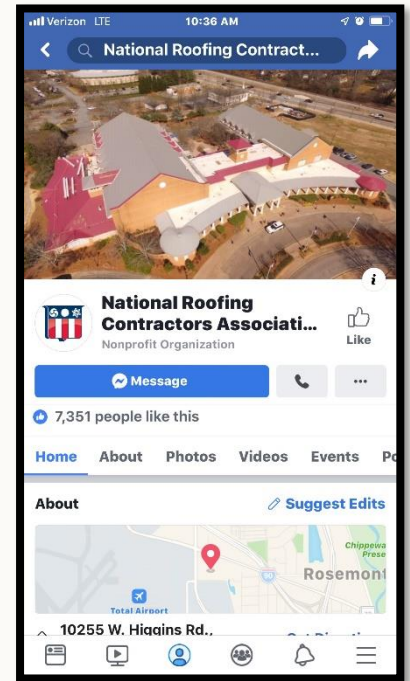 Verizon LTE 10:36 AM
National Roofing Contract...
National Roofing
Contractors Associati...
Nonprofit Organization
Like
Message
7,351 people like this
Home About Photos Videos Events
About Suggest Edits
Chippewa
Rosemont
Total Airport
10255 W. Higgins Rd.,